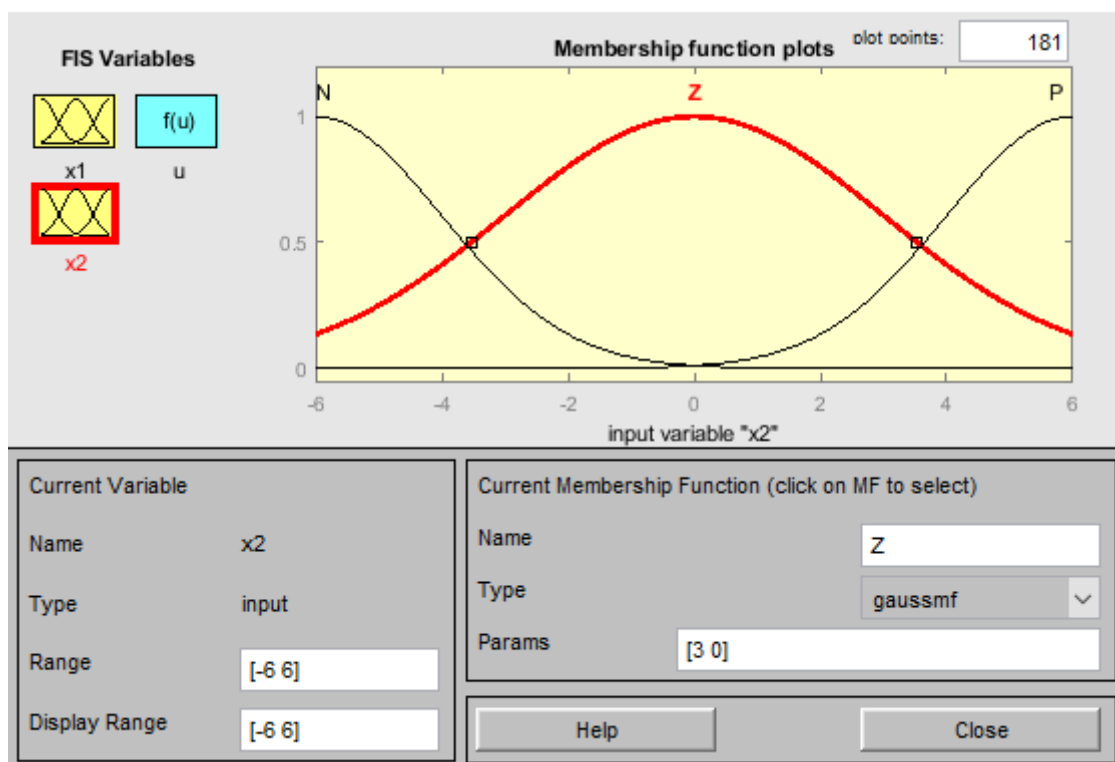 FIS Variables
f(u)
x1
u
x2
Membership function plots
plot points:
181
N
Z
P
1
0.5
0
-6
-4
-2
0
2
4
6
input variable "x2"
Current Variable
Name
x2
Type
input
Range
[-6 6]
Display Range
[-6 6]
Current Membership Function (click on MF to select)
Name
Z
Type
gaussmf
Params
[3 0]
Help
Close